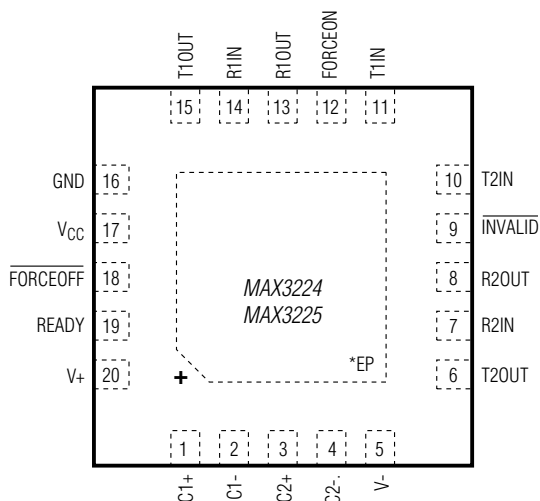 T1OUT
R1IN
R1OUT
FORCEON
T1IN
15
14
13
12
11
GND 16
10 T2IN
VCC 17
9 INVALID
FORCEOFF 18
8 R2OUT
MAX3224
MAX3225
READY 19
7 R2IN
*EP
V+ 20
+
6 T2OUT
1
2
3
4
5
C1+
C1-
C2+
C2-.
V-